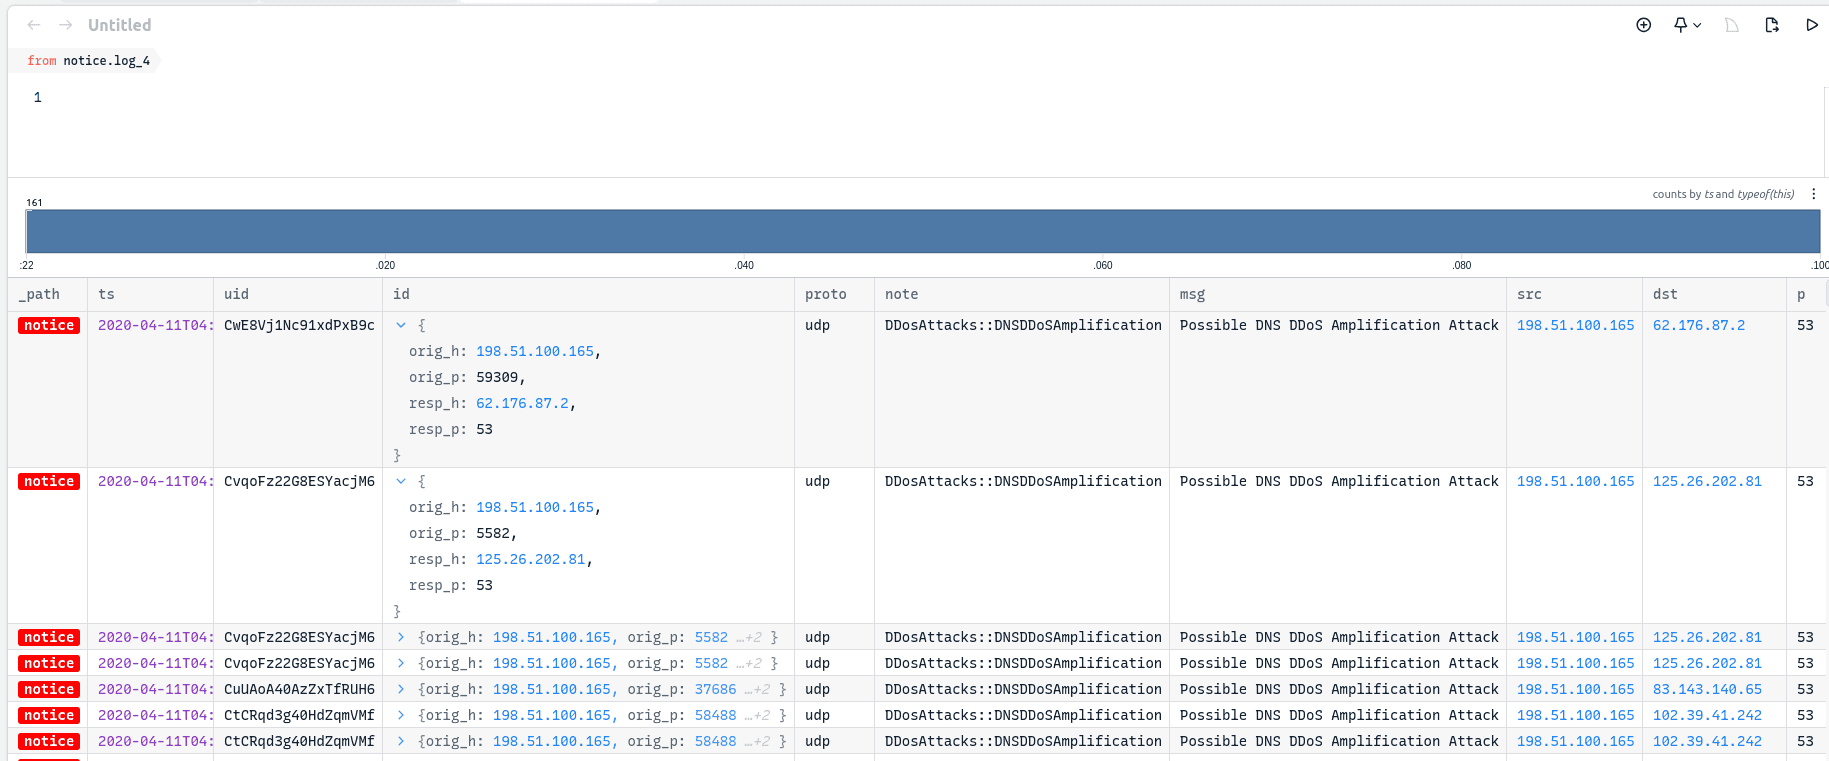 Untitled
from notice.log_4
1
counts by ts and typeof(this)
161
:22 .020 .040 .060 .080 .100
_path ts uid id proto note msg src dst p
notice 2020-04-11T04: CwE8Vj1Nc91xdPxB9c { udp DDosAttacks::DNSDDoSAmplification Possible DNS DDoS Amplification Attack 198.51.100.165 62.176.87.2 53
orig_h: 198.51.100.165,
orig_p: 59309,
resp_h: 62.176.87.2,
resp_p: 53
}
notice 2020-04-11T04: CvqoFz22G8ESYacjM6 { udp DDosAttacks::DNSDDoSAmplification Possible DNS DDoS Amplification Attack 198.51.100.165 125.26.202.81 53
orig_h: 198.51.100.165,
orig_p: 5582,
resp_h: 125.26.202.81,
resp_p: 53
}
notice 2020-04-11T04: CvqoFz22G8ESYacjM6 {orig_h: 198.51.100.165, orig_p: 5582 …+2 } udp DDosAttacks::DNSDDoSAmplification Possible DNS DDoS Amplification Attack 198.51.100.165 125.26.202.81 53
notice 2020-04-11T04: CvqoFz22G8ESYacjM6 {orig_h: 198.51.100.165, orig_p: 5582 …+2 } udp DDosAttacks::DNSDDoSAmplification Possible DNS DDoS Amplification Attack 198.51.100.165 125.26.202.81 53
notice 2020-04-11T04: CuUAoA40AzZxTfRUH6 {orig_h: 198.51.100.165, orig_p: 37686 …+2 } udp DDosAttacks::DNSDDoSAmplification Possible DNS DDoS Amplification Attack 198.51.100.165 83.143.140.65 53
notice 2020-04-11T04: CtCRqd3g40HdZqmVMf {orig_h: 198.51.100.165, orig_p: 58488 …+2 } udp DDosAttacks::DNSDDoSAmplification Possible DNS DDoS Amplification Attack 198.51.100.165 102.39.41.242 53
notice 2020-04-11T04: CtCRqd3g40HdZqmVMf {orig_h: 198.51.100.165, orig_p: 58488 …+2 } udp DDosAttacks::DNSDDoSAmplification Possible DNS DDoS Amplification Attack 198.51.100.165 102.39.41.242 53